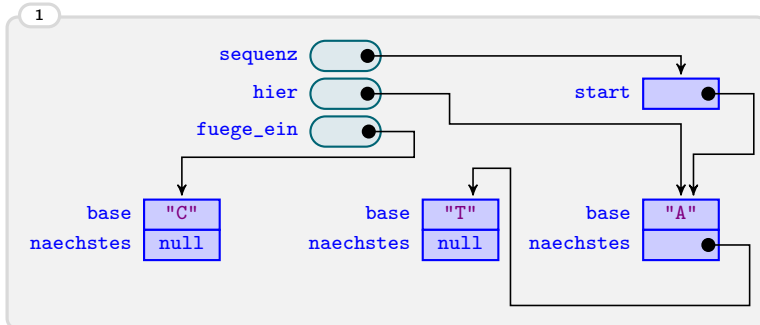 1
sequenz
hier start
fuege_ein
base "C" base "T" base "A"
naechstes null naechstes null naechstes